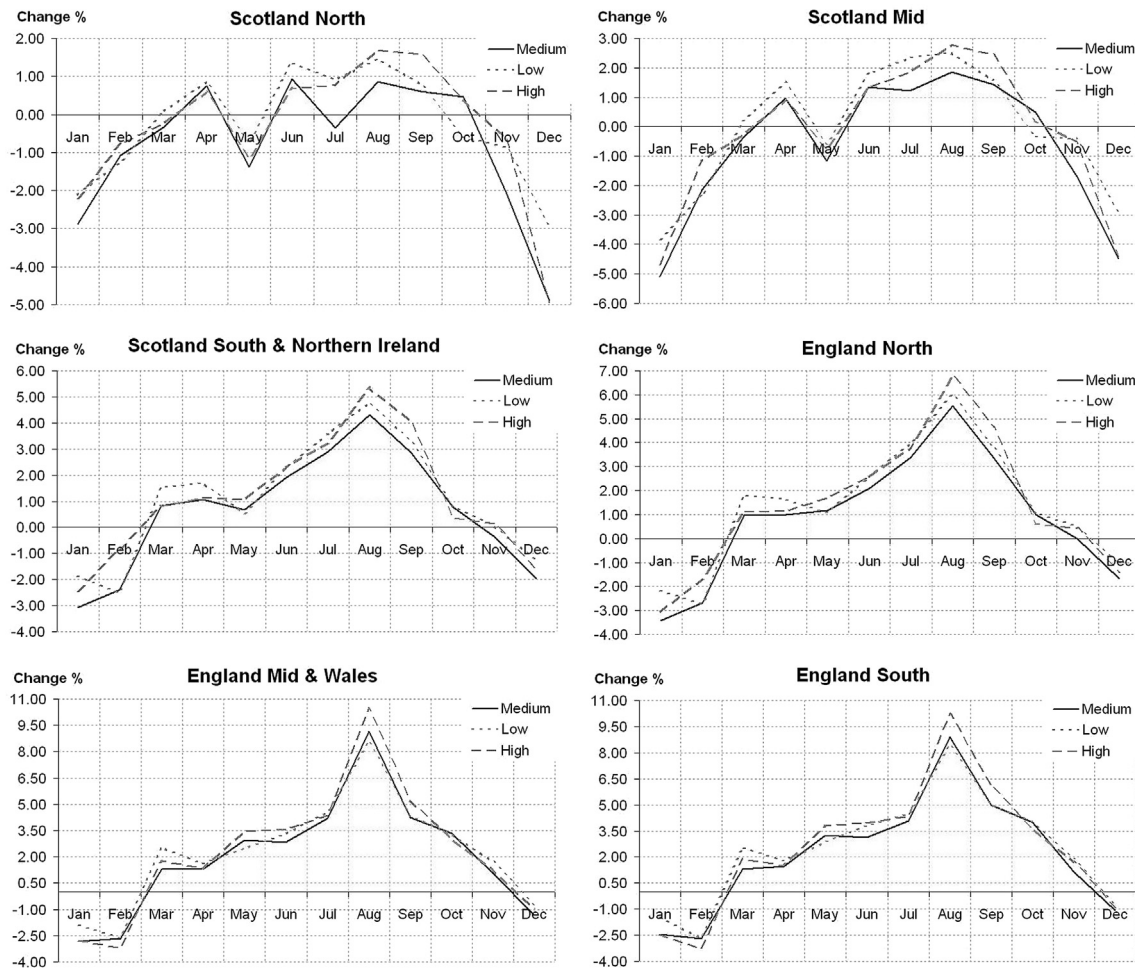 Change %
Scotland North
2.00
1.00
0.00
-1.00
-2.00
-3.00
-4.00
-5.00
Jan Feb Mar Apr May Jun Jul Aug Sep Oct Nov Dec
Medium
Low
High
Change %
Scotland Mid
3.00
2.00
1.00
0.00
-1.00
-2.00
-3.00
-4.00
-5.00
-6.00
Jan Feb Mar Apr May Jun Jul Aug Sep Oct Nov Dec
Medium
Low
High
Change %
Scotland South & Northern Ireland
6.00
5.00
4.00
3.00
2.00
1.00
0.00
-1.00
-2.00
-3.00
-4.00
Jan Feb Mar Apr May Jun Jul Aug Sep Oct Nov Dec
Medium
Low
High
Change %
England North
7.00
6.00
5.00
4.00
3.00
2.00
1.00
0.00
-1.00
-2.00
-3.00
-4.00
Jan Feb Mar Apr May Jun Jul Aug Sep Oct Nov Dec
Medium
Low
High
Change %
England Mid & Wales
11.00
9.50
8.00
6.50
5.00
3.50
2.00
0.50
-1.00
-2.50
-4.00
Jan Feb Mar Apr May Jun Jul Aug Sep Oct Nov Dec
Medium
Low
High
Change %
England South
11.00
9.50
8.00
6.50
5.00
3.50
2.00
0.50
-1.00
-2.50
-4.00
Jan Feb Mar Apr May Jun Jul Aug Sep Oct Nov Dec
Medium
Low
High